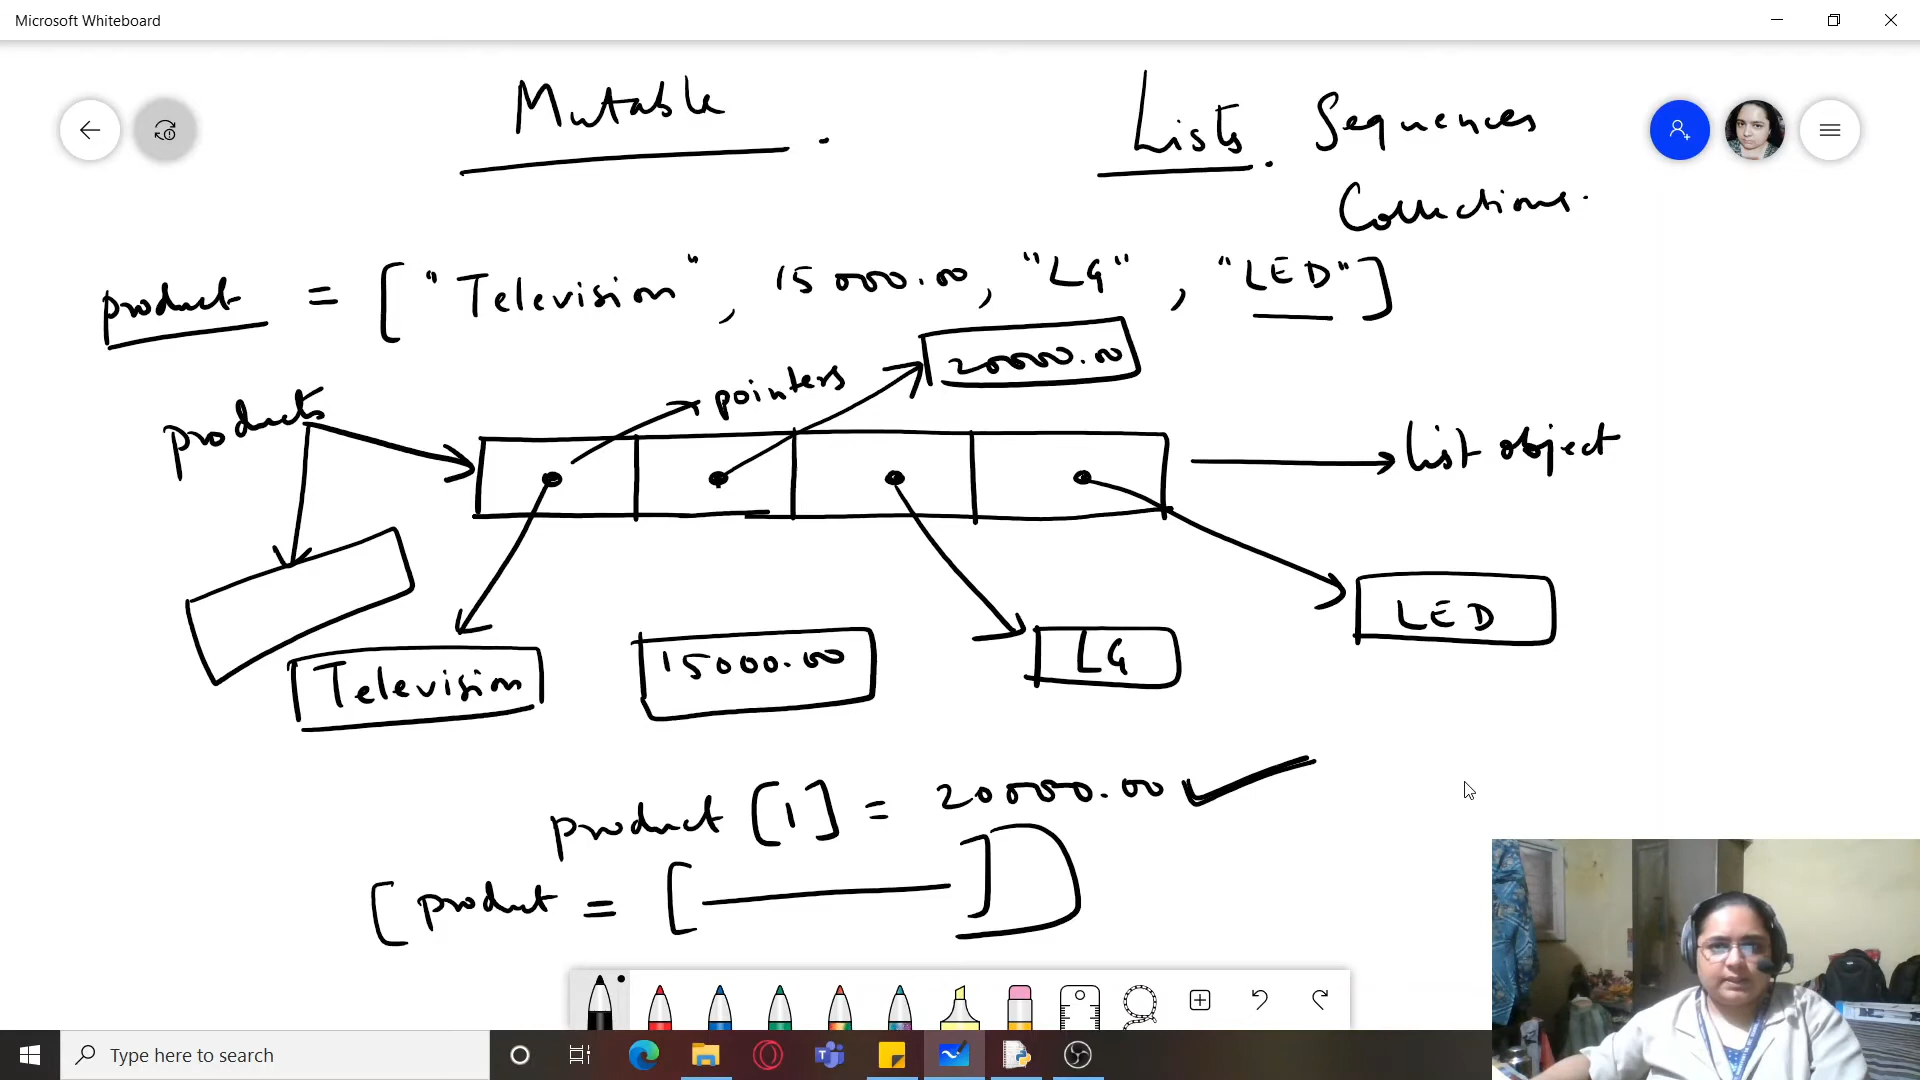 Microsoft Whiteboard
Mutable.
Lists. Sequences
Collections.
product = ["Television", 15000.00, "LG", "LED"]
20000.00
pointers
products
list object
LED
Television
15000.00
LG
product [1] = 20000.00
[product = [ ]]
Type here to search